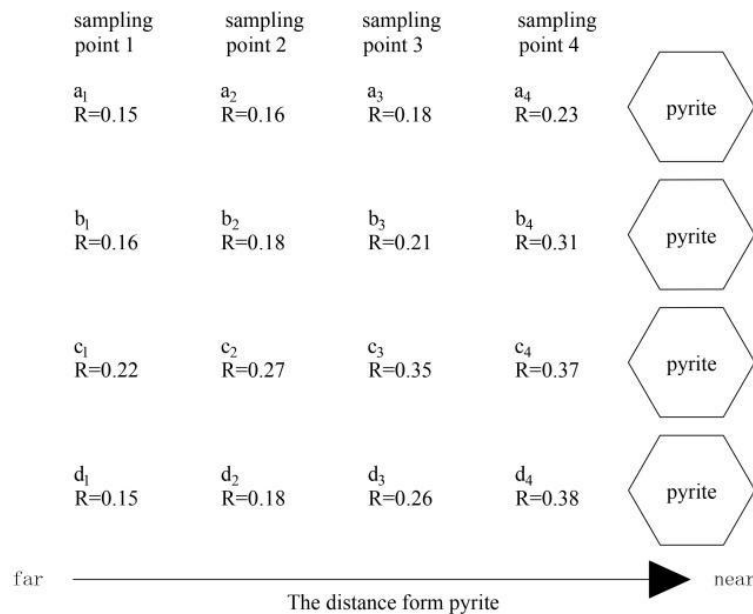 sampling point 1 sampling point 2 sampling point 3 sampling point 4
a1 a2 a3 a4
R=0.15 R=0.16 R=0.18 R=0.23 pyrite
b1 b2 b3 b4
R=0.16 R=0.18 R=0.21 R=0.31 pyrite
c1 c2 c3 c4
R=0.22 R=0.27 R=0.35 R=0.37 pyrite
d1 d2 d3 d4
R=0.15 R=0.18 R=0.26 R=0.38 pyrite
far near
The distance form pyrite